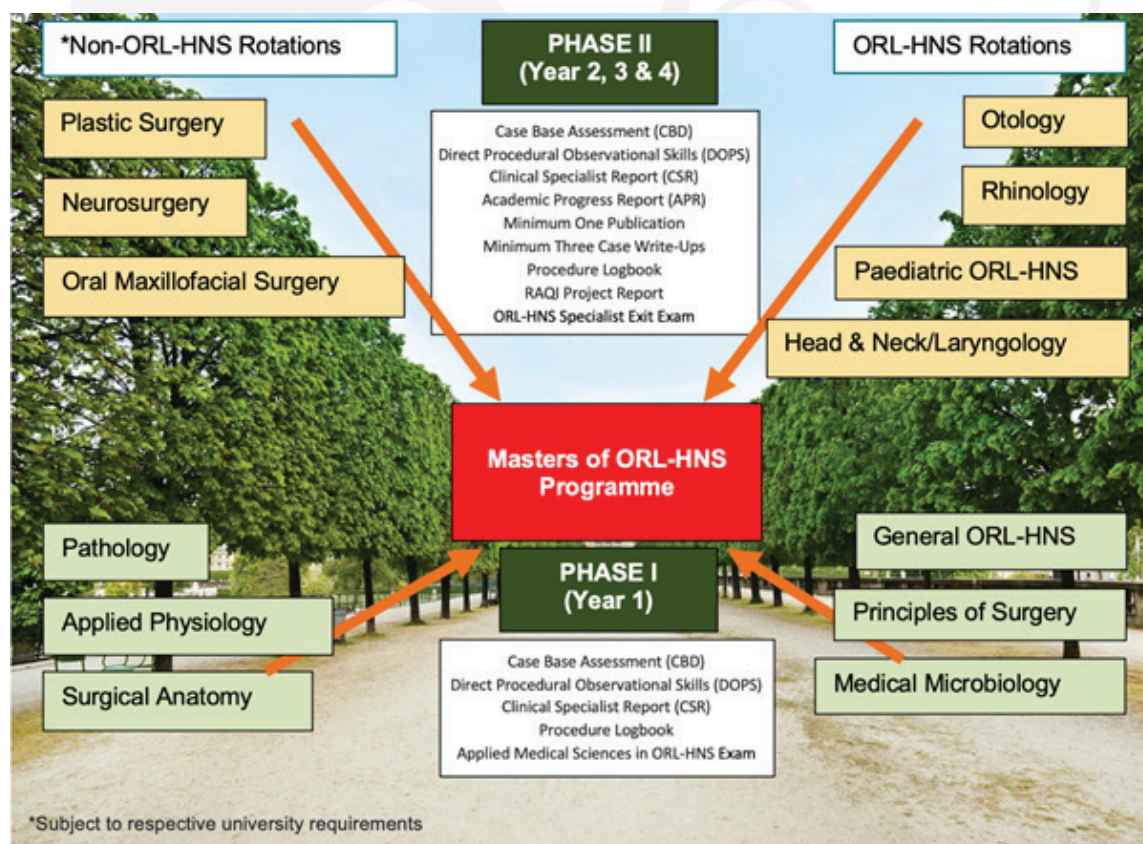 *Non-ORL-HNS Rotations
Plastic Surgery
Neurosurgery
Oral Maxillofacial Surgery
PHASE II
(Year 2, 3 & 4)
Case Base Assessment (CBD)
Direct Procedural Observational Skills (DOPS)
Clinical Specialist Report (CSR)
Academic Progress Report (APR)
Minimum One Publication
Minimum Three Case Write-Ups
Procedure Logbook
RAQI Project Report
ORL-HNS Specialist Exit Exam
ORL-HNS Rotations
Otology
Rhinology
Paediatric ORL-HNS
Head & Neck/Laryngology
Masters of ORL-HNS
Programme
Pathology
Applied Physiology
Surgical Anatomy
PHASE I
(Year 1)
Case Base Assessment (CBD)
Direct Procedural Observational Skills (DOPS)
Clinical Specialist Report (CSR)
Procedure Logbook
Applied Medical Sciences in ORL-HNS Exam
General ORL-HNS
Principles of Surgery
Medical Microbiology
*Subject to respective university requirements